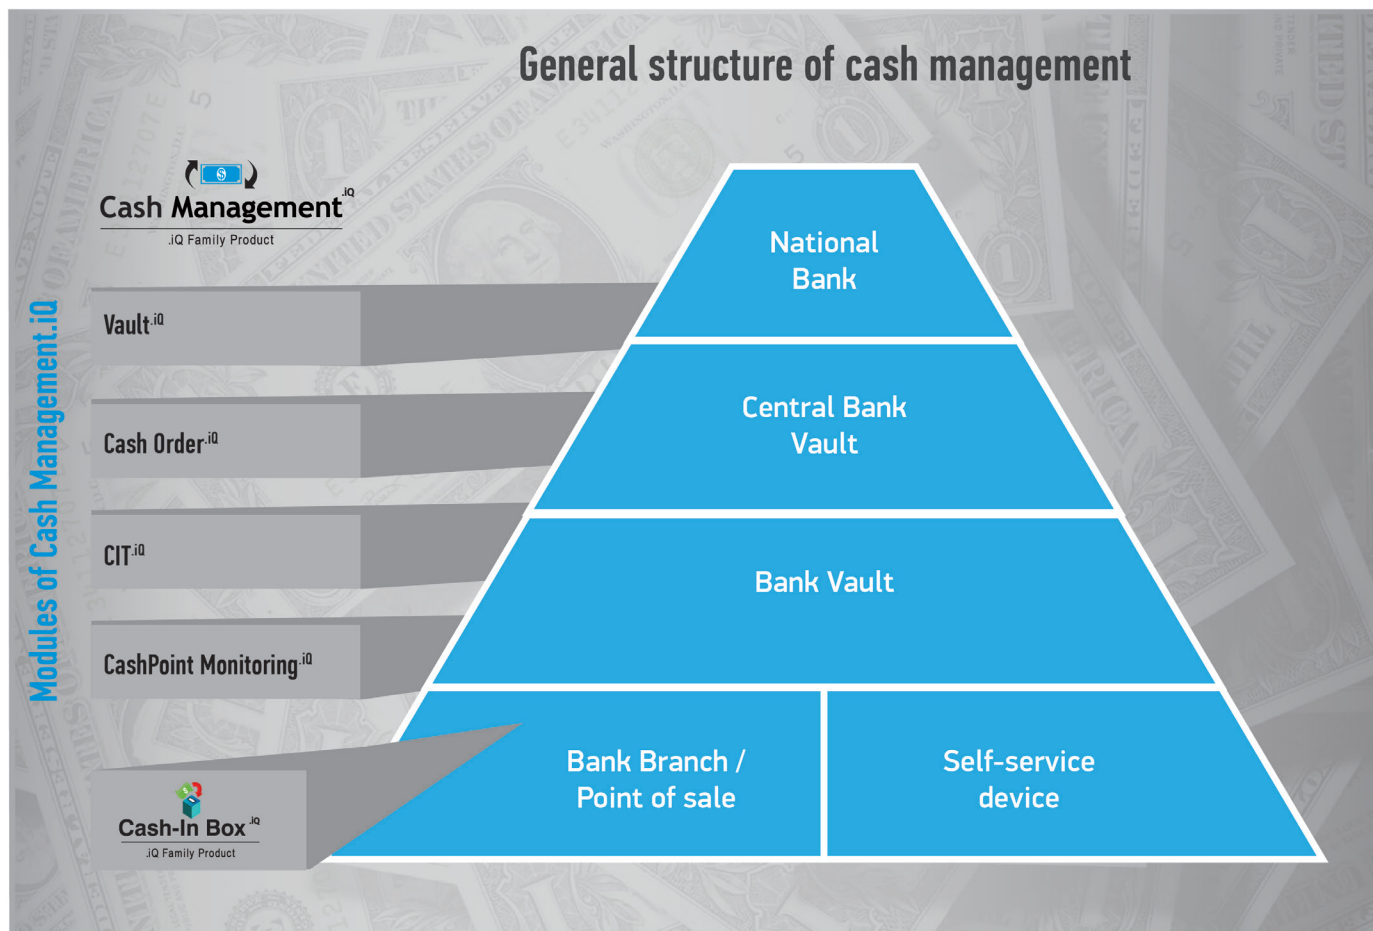 General structure of cash management
Cash Management.iQ
.iQ Family Product
Modules of Cash Management.iQ
Vault.iQ
Cash Order.iQ
CIT.iQ
CashPoint Monitoring.iQ
Cash-In Box.iQ
.iQ Family Product
National
Bank
Central Bank
Vault
Bank Vault
Bank Branch /
Point of sale
Self-service
device